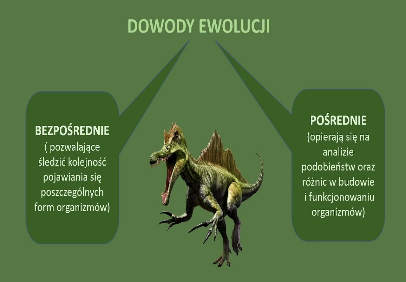 DOWODY EWOLUCJI
BEZPOŚREDNIE
( pozwalające
śledzić kolejność
pojawiania się
poszczególnych
form organizmów)
POŚREDNIE
(opierają się na
analizie
podobieństw oraz
różnic w budowie
i funkcjonowaniu
organizmów)